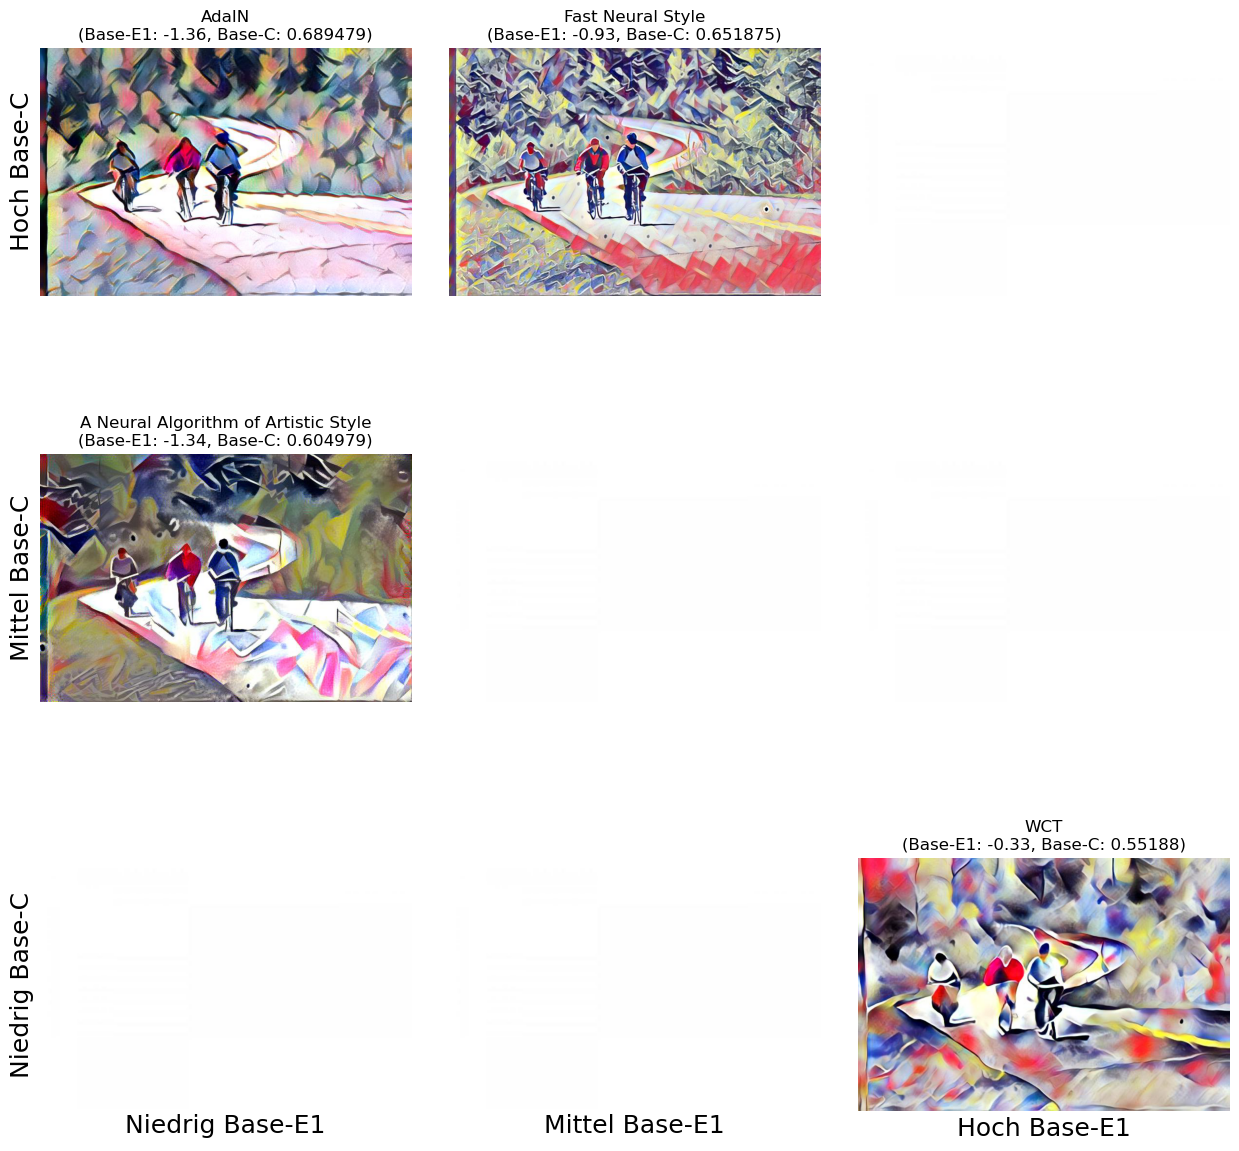 AdaIN
(Base-E1: -1.36, Base-C: 0.689479)
Fast Neural Style
(Base-E1: -0.93, Base-C: 0.651875)
Hoch Base-C
A Neural Algorithm of Artistic Style
(Base-E1: -1.34, Base-C: 0.604979)
Mittel Base-C
WCT
(Base-E1: -0.33, Base-C: 0.55188)
Niedrig Base-C
Niedrig Base-E1
Mittel Base-E1
Hoch Base-E1